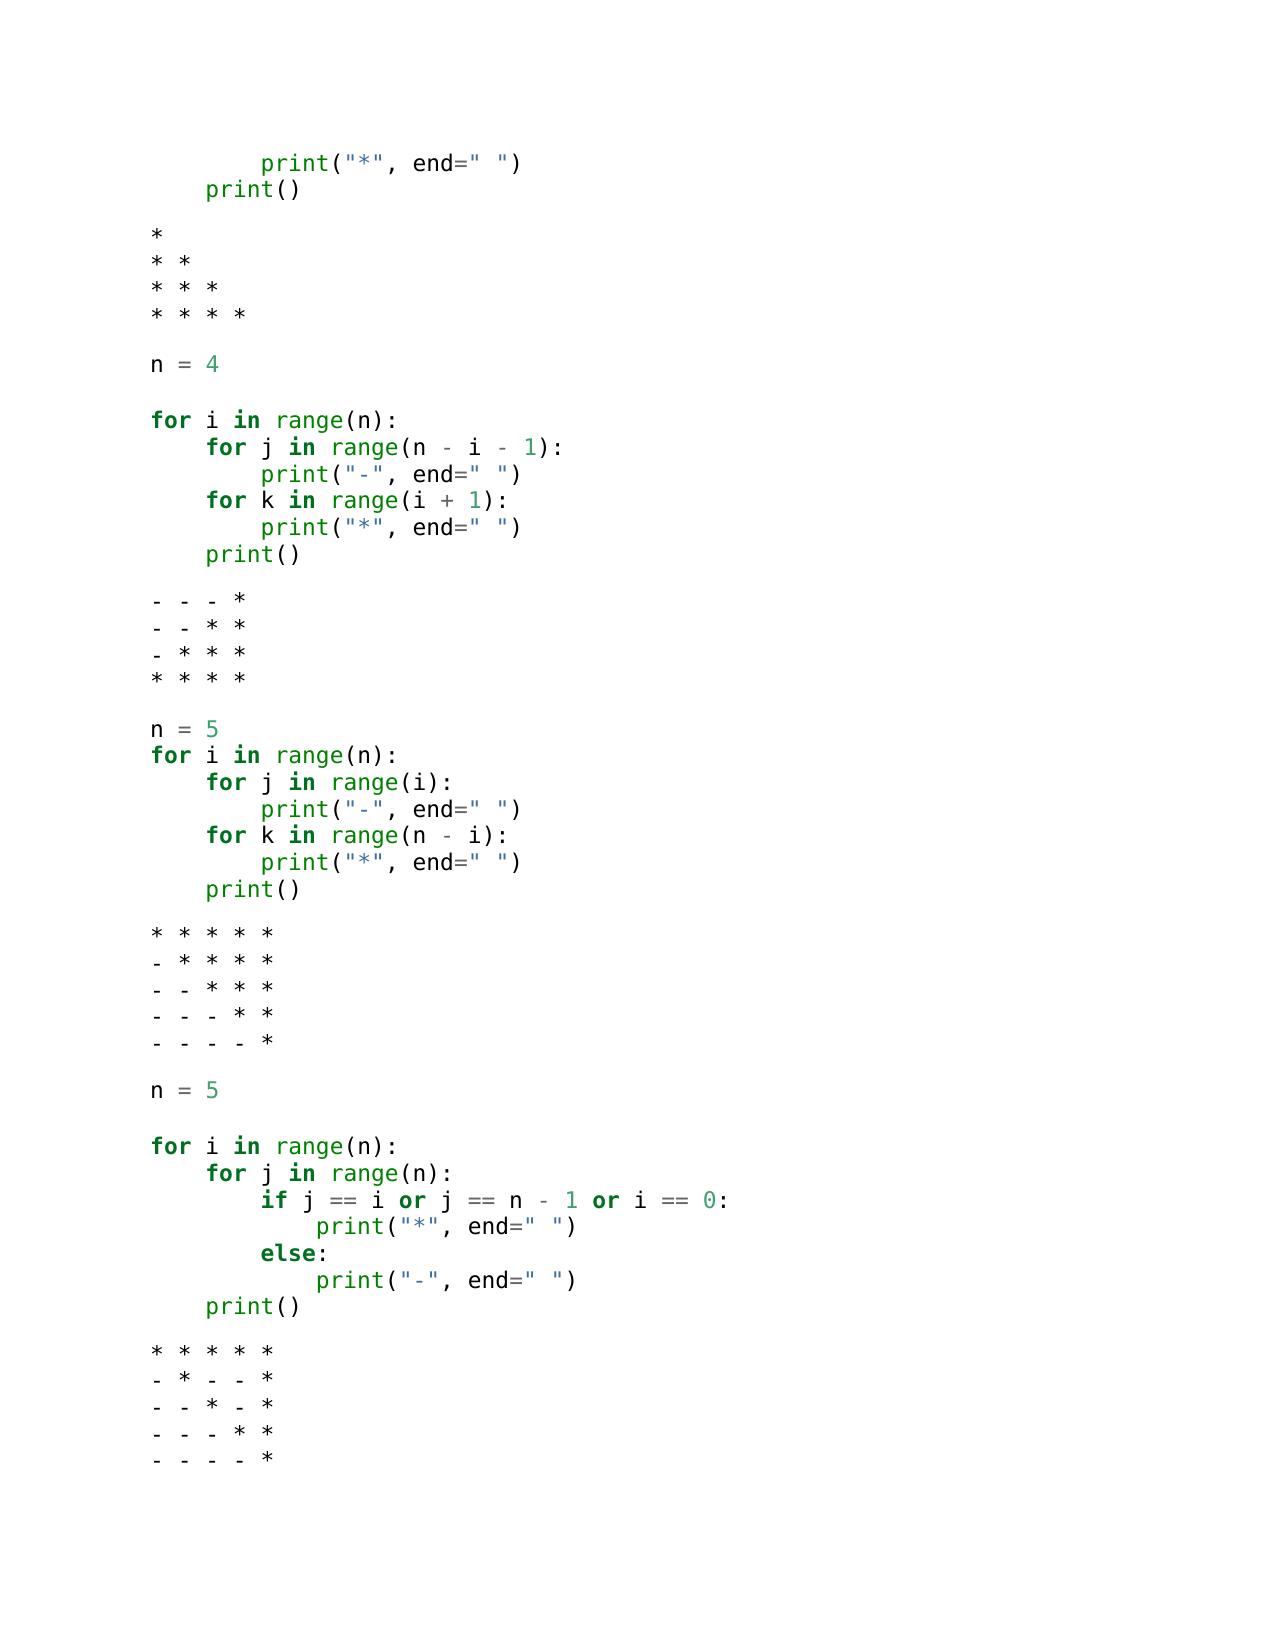 print("*", end=" ")
    print()
*
* *
* * *
* * * *
n = 4
for i in range(n):
    for j in range(n - i - 1):
        print("-", end=" ")
    for k in range(i + 1):
        print("*", end=" ")
    print()
- - - *
- - * *
- * * *
* * * *
n = 5
for i in range(n):
    for j in range(i):
        print("-", end=" ")
    for k in range(n - i):
        print("*", end=" ")
    print()
* * * * *
- * * * *
- - * * *
- - - * *
- - - - *
n = 5
for i in range(n):
    for j in range(n):
        if j == i or j == n - 1 or i == 0:
            print("*", end=" ")
        else:
            print("-", end=" ")
    print()
* * * * *
- * - - *
- - * - *
- - - * *
- - - - *